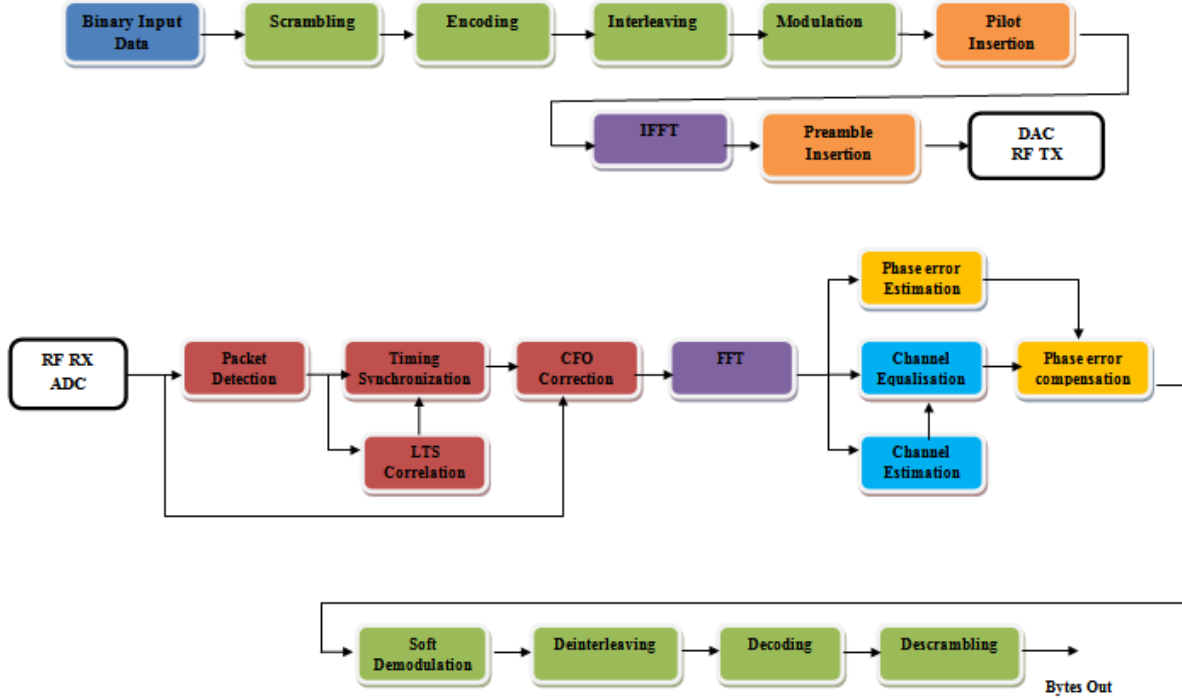 Binary Input
Data
Scrambling
Encoding
Interleaving
Modulation
Pilot
Insertion
IFFT
Preamble
Insertion
DAC
RF TX
Phase error
Estimation
RF RX
ADC
Packet
Detection
Timing
Synchronization
CFO
Correction
FFT
Channel
Equalisation
Phase error
compensation
LTS
Correlation
Channel
Estimation
Soft
Demodulation
Deinterleaving
Decoding
Descrambling
Bytes Out